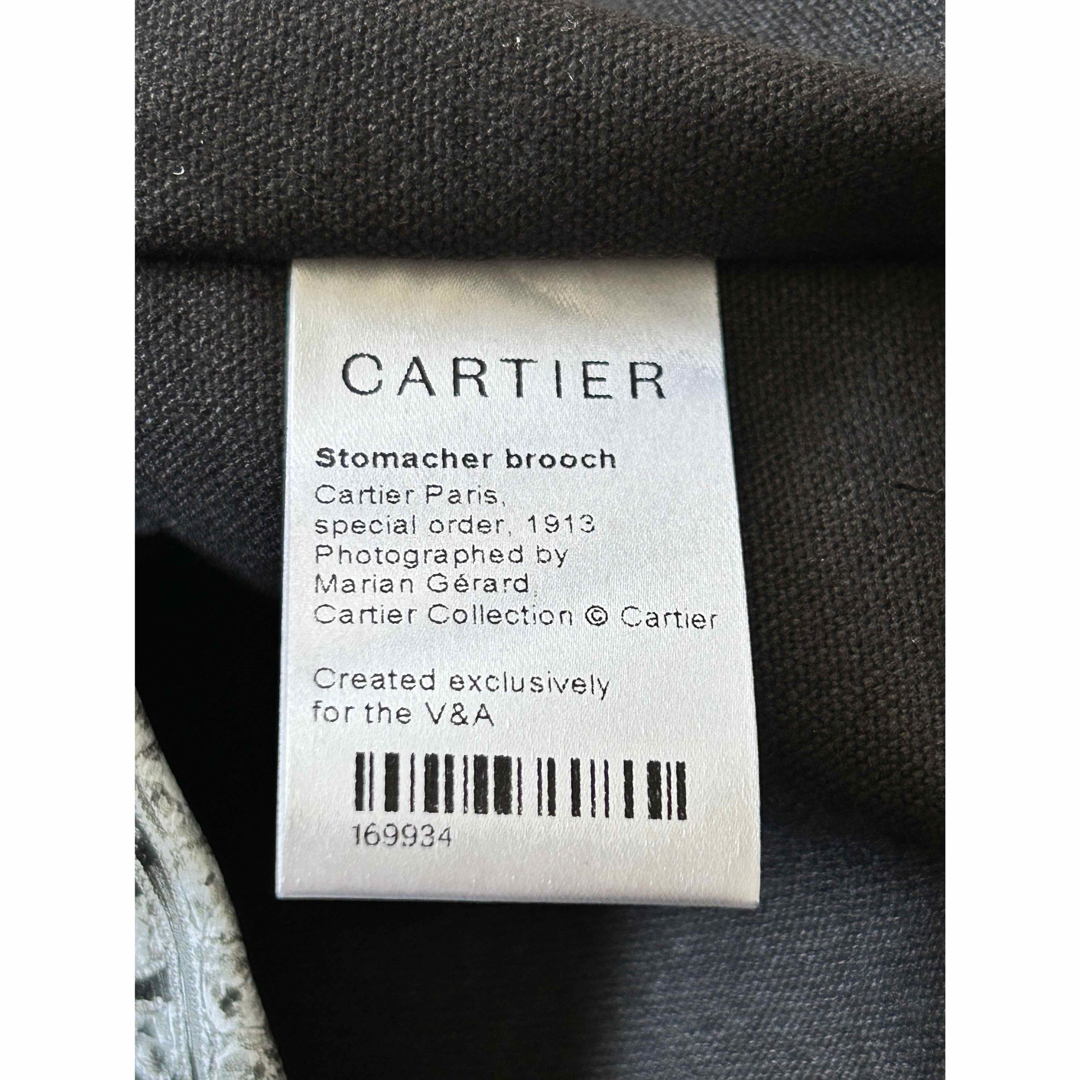 CARTIER
Stomacher brooch
Cartier Paris,
special order, 1913
Photographed by
Marian Gérard,
Cartier Collection © Cartier
Created exclusively
for the V&A
169934